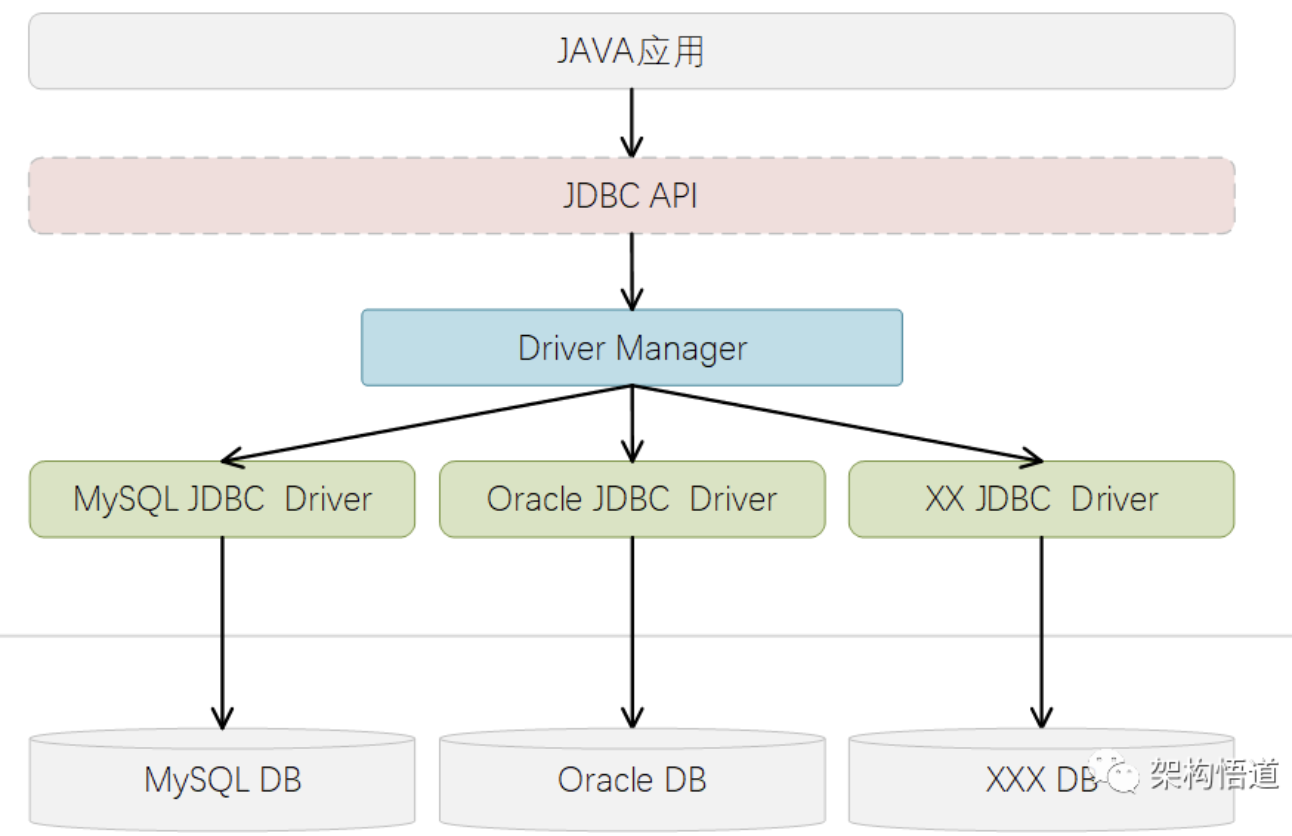 JAVA应用
JDBC API
Driver Manager
MySQL JDBC  Driver
Oracle JDBC  Driver
XX JDBC  Driver
MySQL DB
Oracle DB
XXX DB
架构悟道